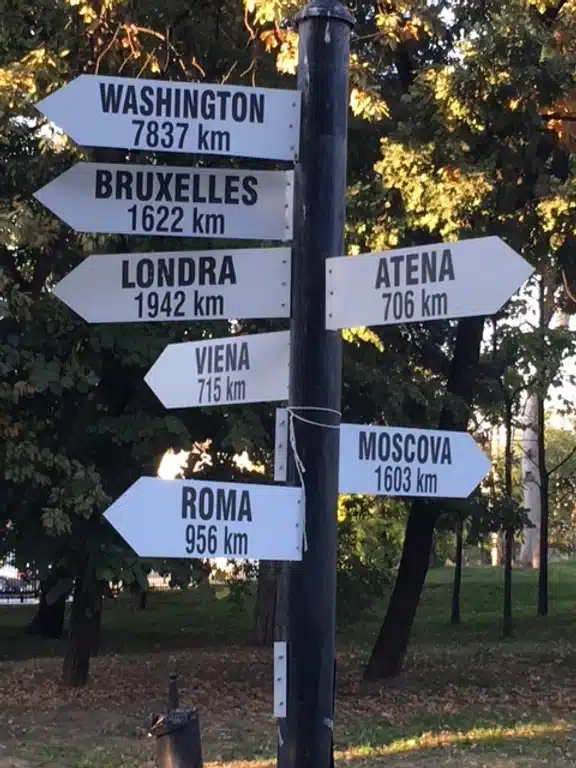 WASHINGTON
7837 km
BRUXELLES
1622 km
LONDRA
1942 km
ATENA
706 km
VIENA
715 km
MOSCOVA
1603 km
ROMA
956 km